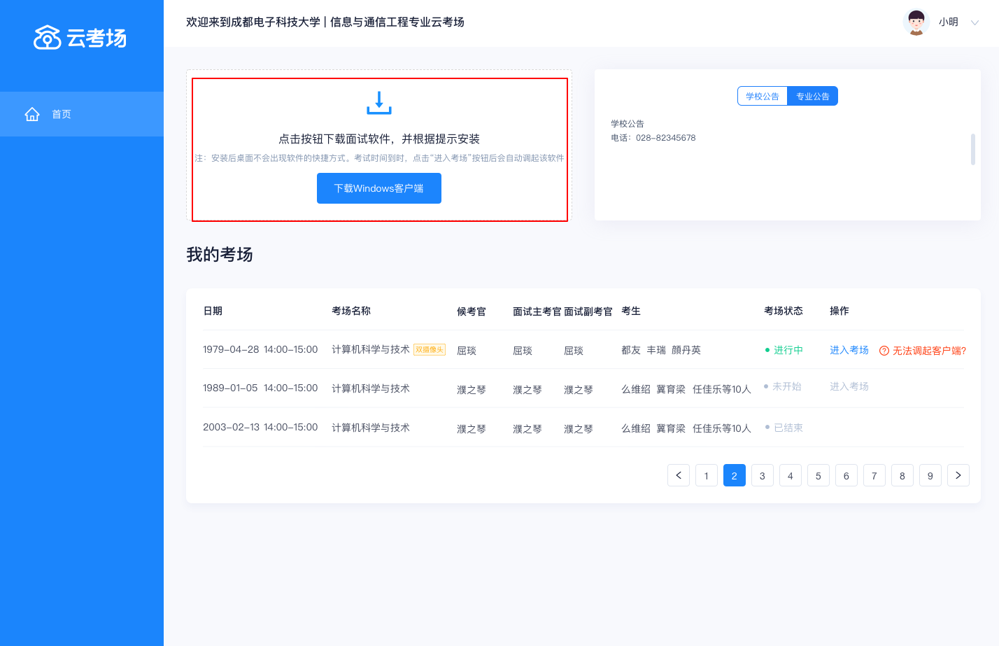 云考场
首页
欢迎来到成都电子科技大学 | 信息与通信工程专业云考场
小明
点击按钮下载面试软件，并根据提示安装
注：安装后桌面不会出现软件的快捷方式。考试时间到时，点击“进入考场”按钮后会自动调起该软件
下载Windows客户端
学校公告 专业公告
学校公告
电话：028-82345678
我的考场
日期 考场名称 候考官 面试主考官 面试副考官 考生 考场状态 操作
1979-04-28 14:00-15:00 计算机科学与技术 双摄像头 屈琰 屈琰 屈琰 都友 丰瑞 顏丹英 进行中 进入考场 无法调起客户端?
1989-01-05 14:00-15:00 计算机科学与技术 濮之琴 濮之琴 濮之琴 么维绍 冀育梁 任佳乐等10人 未开始 进入考场
2003-02-13 14:00-15:00 计算机科学与技术 濮之琴 濮之琴 濮之琴 么维绍 冀育梁 任佳乐等10人 已结束
1 2 3 4 5 6 7 8 9